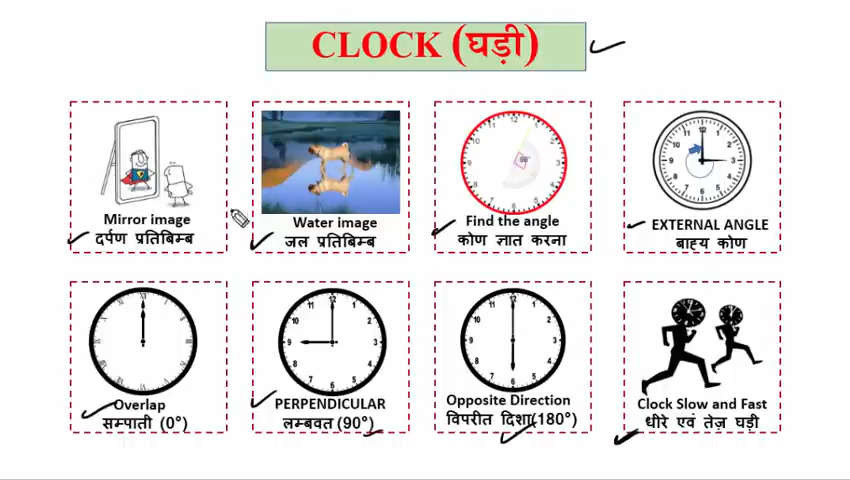 CLOCK (घड़ी)
Mirror image
दर्पण प्रतिबिम्ब
Water image
जल प्रतिबिम्ब
Find the angle
कोण ज्ञात करना
EXTERNAL ANGLE
बाह्य कोण
Overlap
सम्पाती (0°)
PERPENDICULAR
लम्बवत (90°)
Opposite Direction
विपरीत दिशा(180°)
Clock Slow and Fast
धीरे एवं तेज़ घड़ी